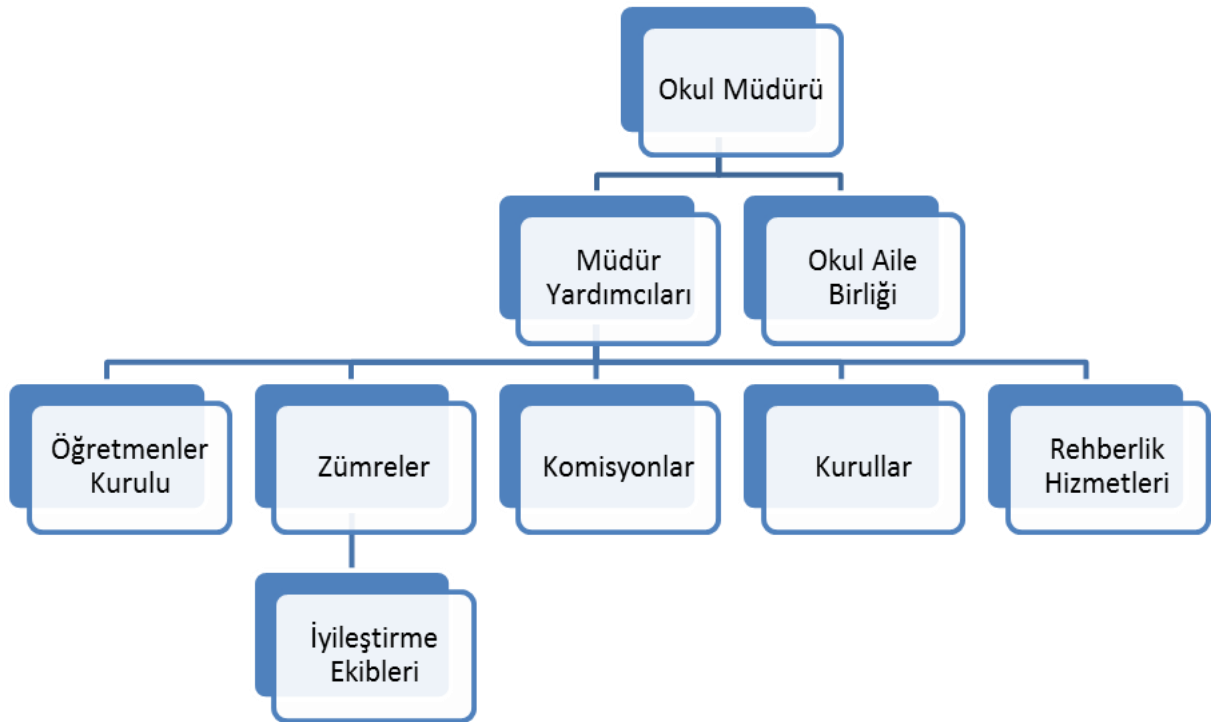 Okul Müdürü
Müdür
Yardımcıları
Okul Aile
Birliği
Öğretmenler
Kurulu
Zümreler
Komisyonlar
Kurullar
Rehberlik
Hizmetleri
İyileştirme
Ekibleri